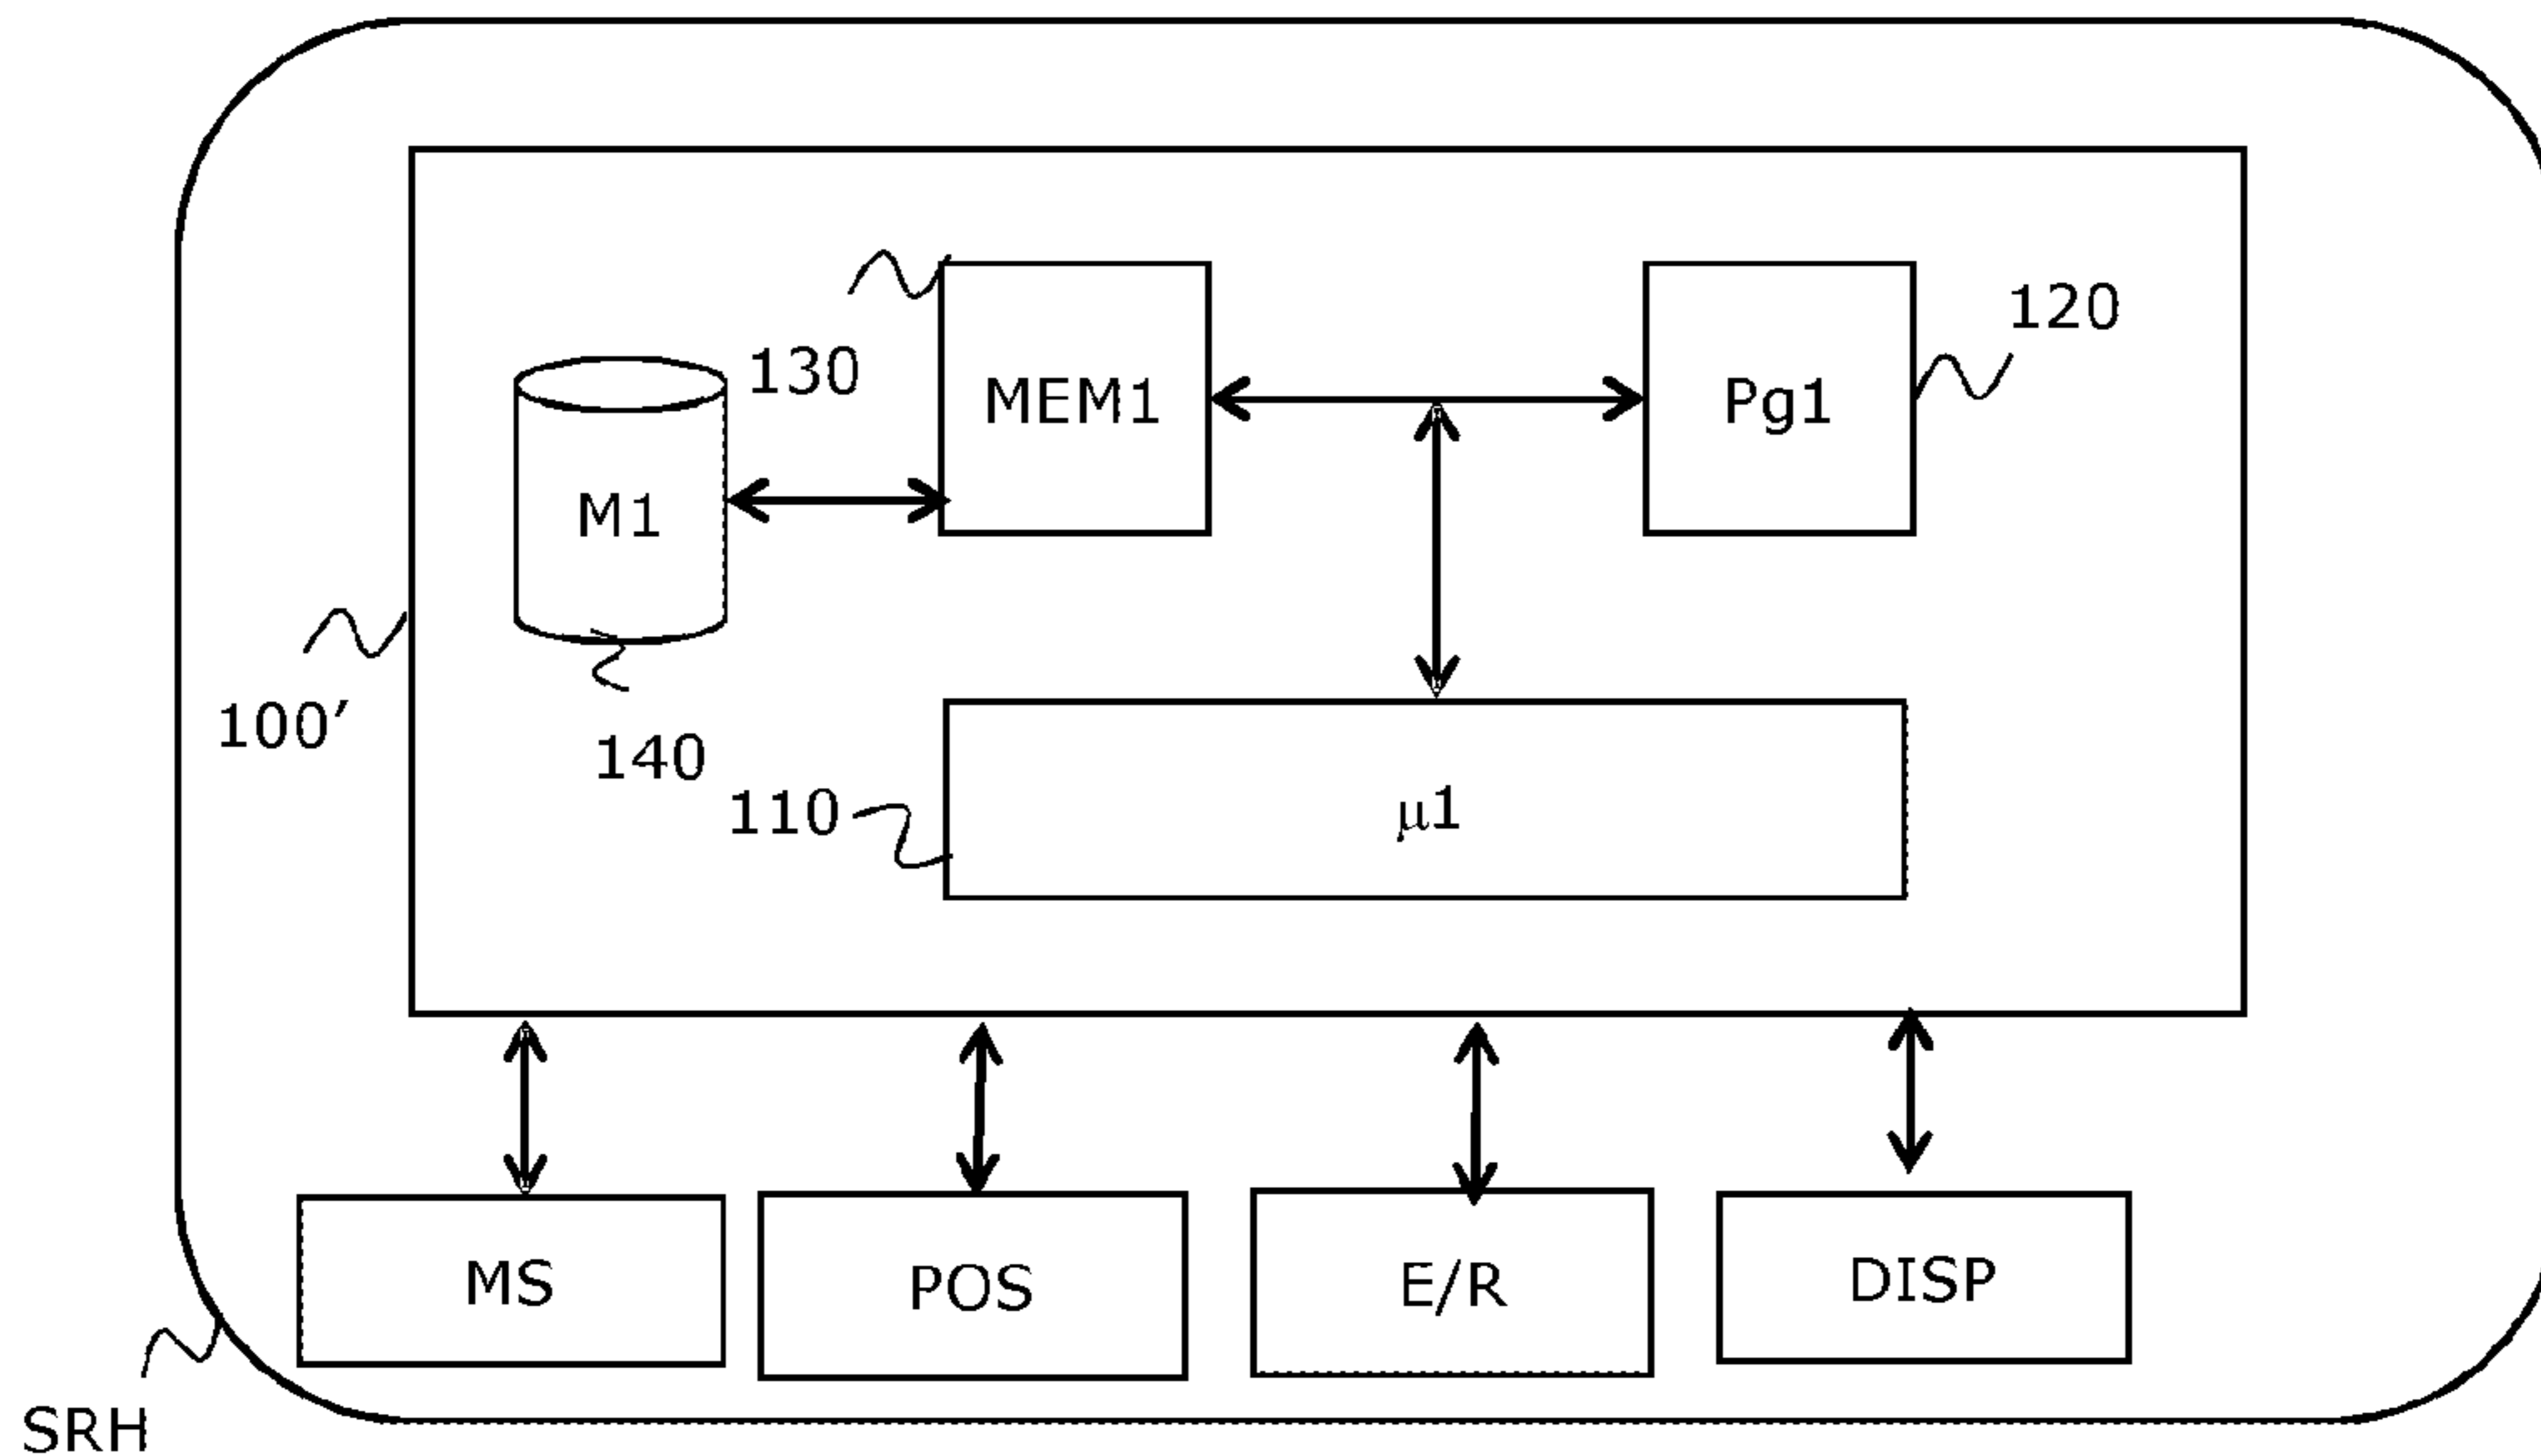 120
130
MEM1
Pg1
M1
100’
140
110
μ1
MS
POS
E/R
DISP
SRH